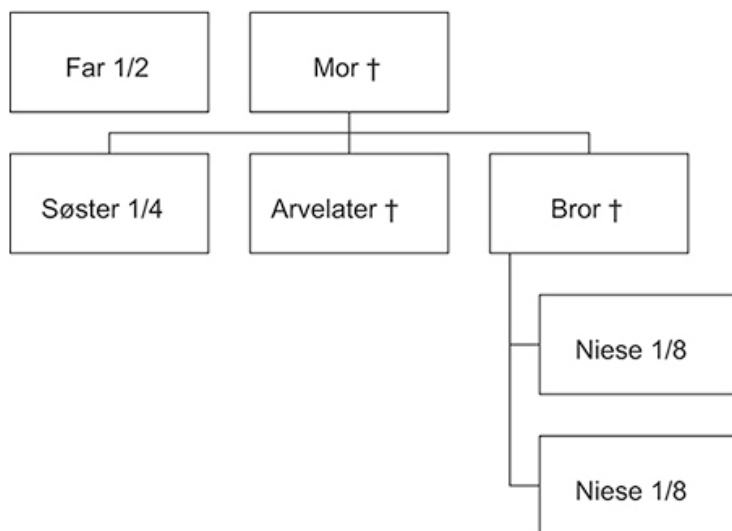 Far 1/2
Mor †
Søster 1/4
Arvelater †
Bror †
Niese 1/8
Niese 1/8